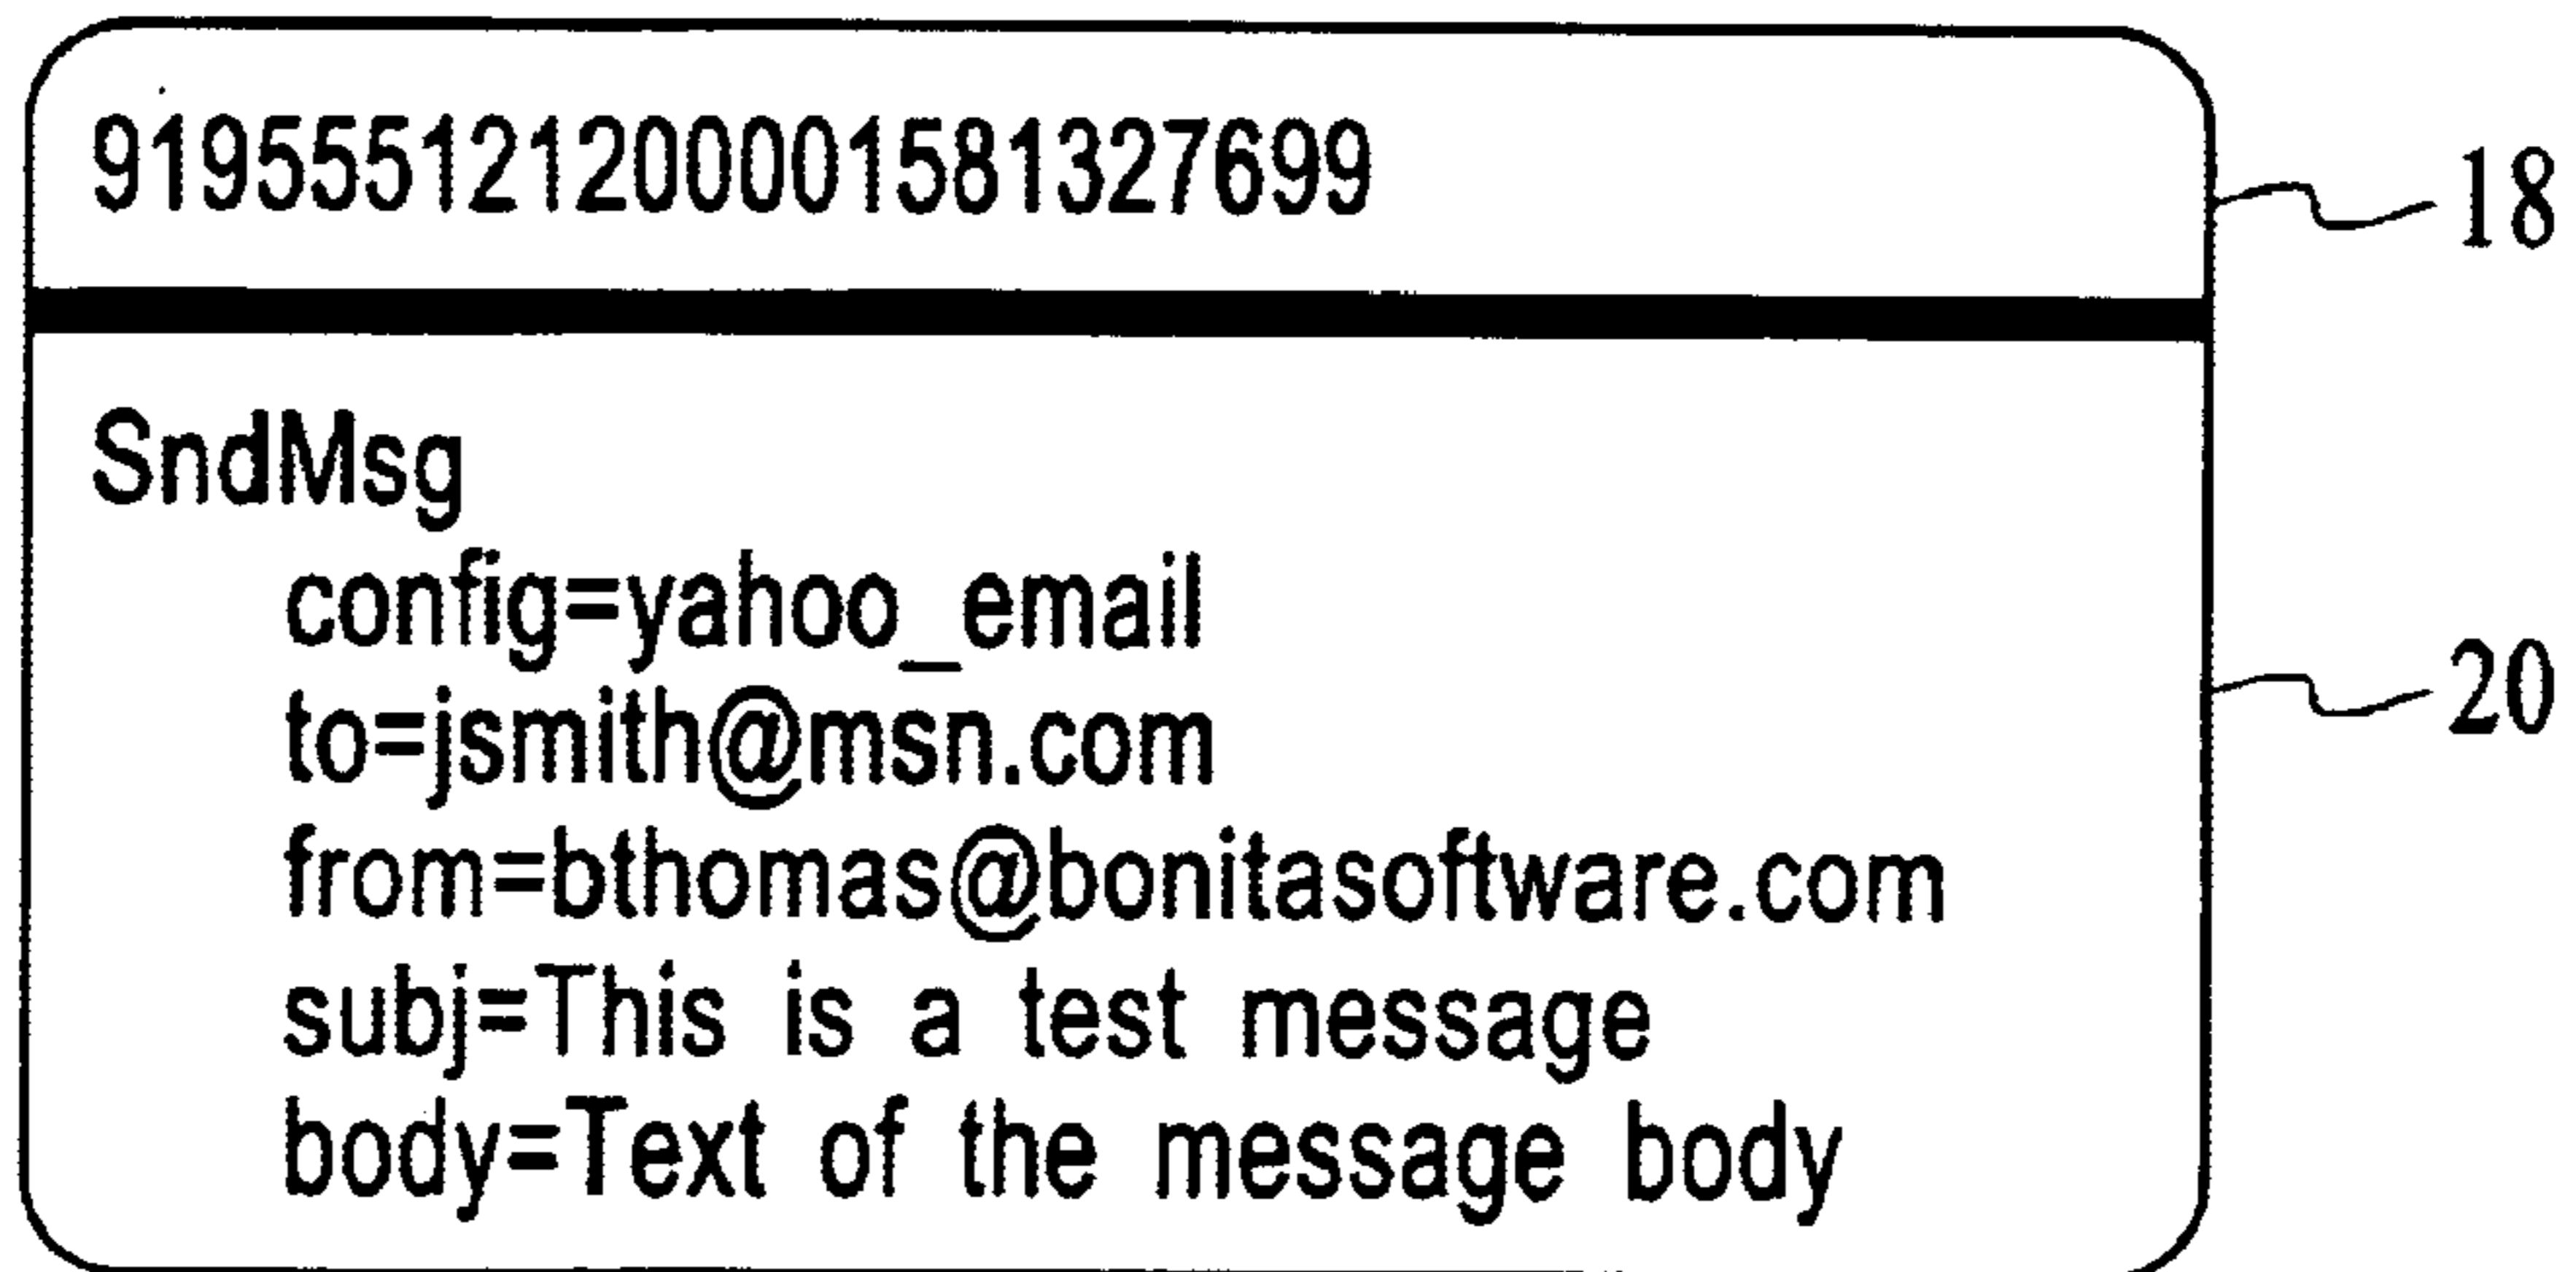 919555121200001581327699
18
SndMsg
config=yahoo_email
to=jsmith@msn.com
20
from=bthomas@bonitasoftware.com
subj=This is a test message
body=Text of the message body